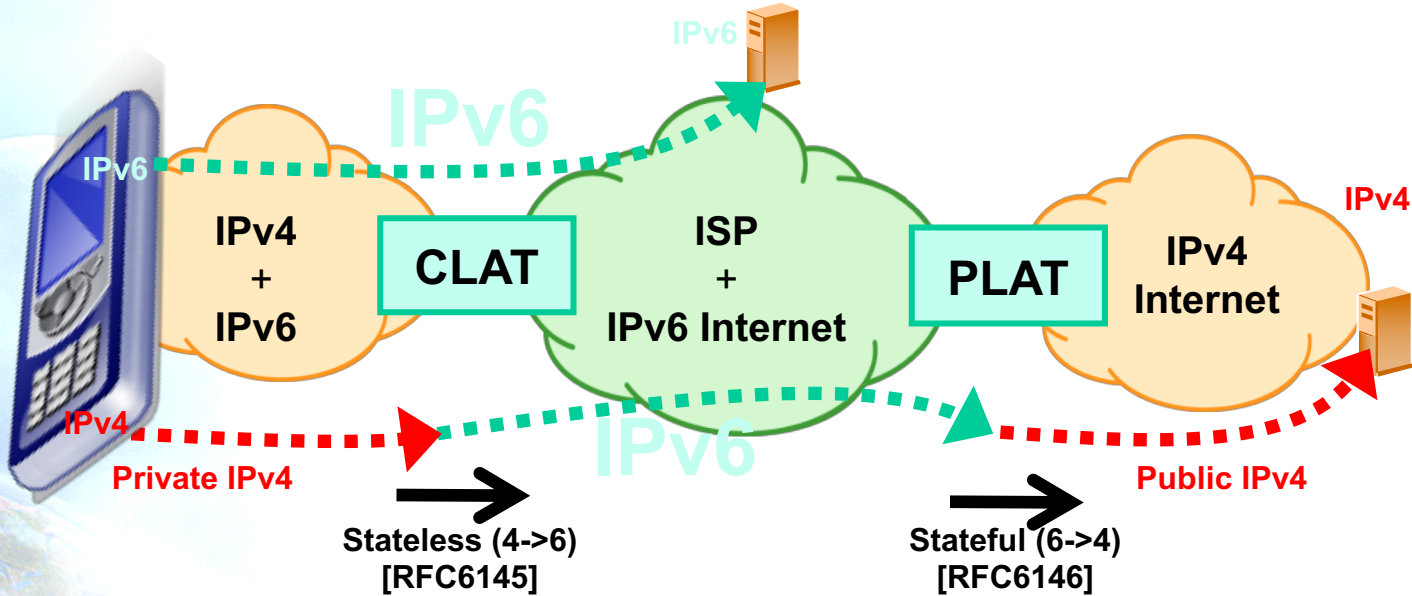 IPv6
IPv6
IPv6
IPv4
IPv4
+
IPv6
CLAT
ISP
+
IPv6 Internet
PLAT
IPv4
Internet
IPv4
Private IPv4
IPv6
Public IPv4
Stateless (4->6)
[RFC6145]
Stateful (6->4)
[RFC6146]